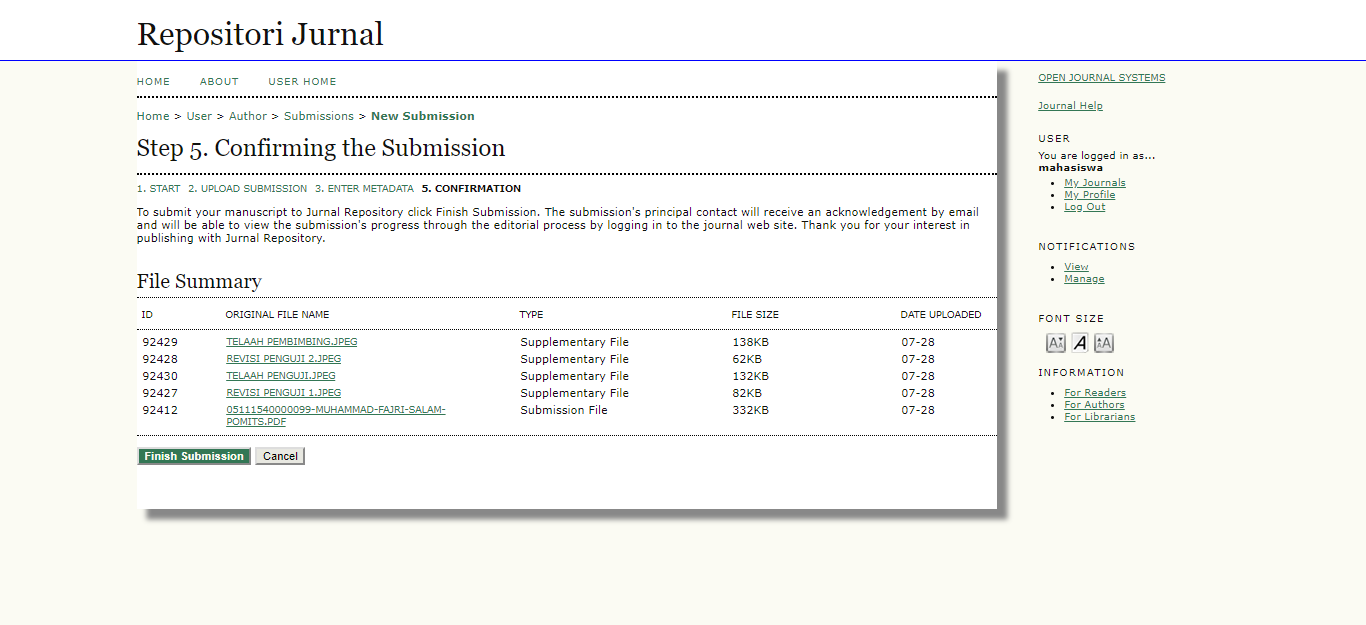 Repositori Jurnal
HOME ABOUT USER HOME
Home > User > Author > Submissions > New Submission
Step 5. Confirming the Submission
1. START 2. UPLOAD SUBMISSION 3. ENTER METADATA 5. CONFIRMATION
To submit your manuscript to Jurnal Repository click Finish Submission. The submission's principal contact will receive an acknowledgement by email
and will be able to view the submission's progress through the editorial process by logging in to the journal web site. Thank you for your interest in
publishing with Jurnal Repository.
File Summary
ID ORIGINAL FILE NAME TYPE FILE SIZE DATE UPLOADED
92429 TELAAH PEMBIMBING.JPEG Supplementary File 138KB 07-28
92428 REVISI PENGUJI 2.JPEG Supplementary File 62KB 07-28
92430 TELAAH PENGUJI.JPEG Supplementary File 132KB 07-28
92427 REVISI PENGUJI 1.JPEG Supplementary File 82KB 07-28
92412 05111540000099-MUHAMMAD-FAJRI-SALAM- Submission File 332KB 07-28
POMITS.PDF
Finish Submission Cancel
OPEN JOURNAL SYSTEMS
Journal Help
USER
You are logged in as...
mahasiswa
My Journals
My Profile
Log Out
NOTIFICATIONS
View
Manage
FONT SIZE
A A A A A
INFORMATION
For Readers
For Authors
For Librarians